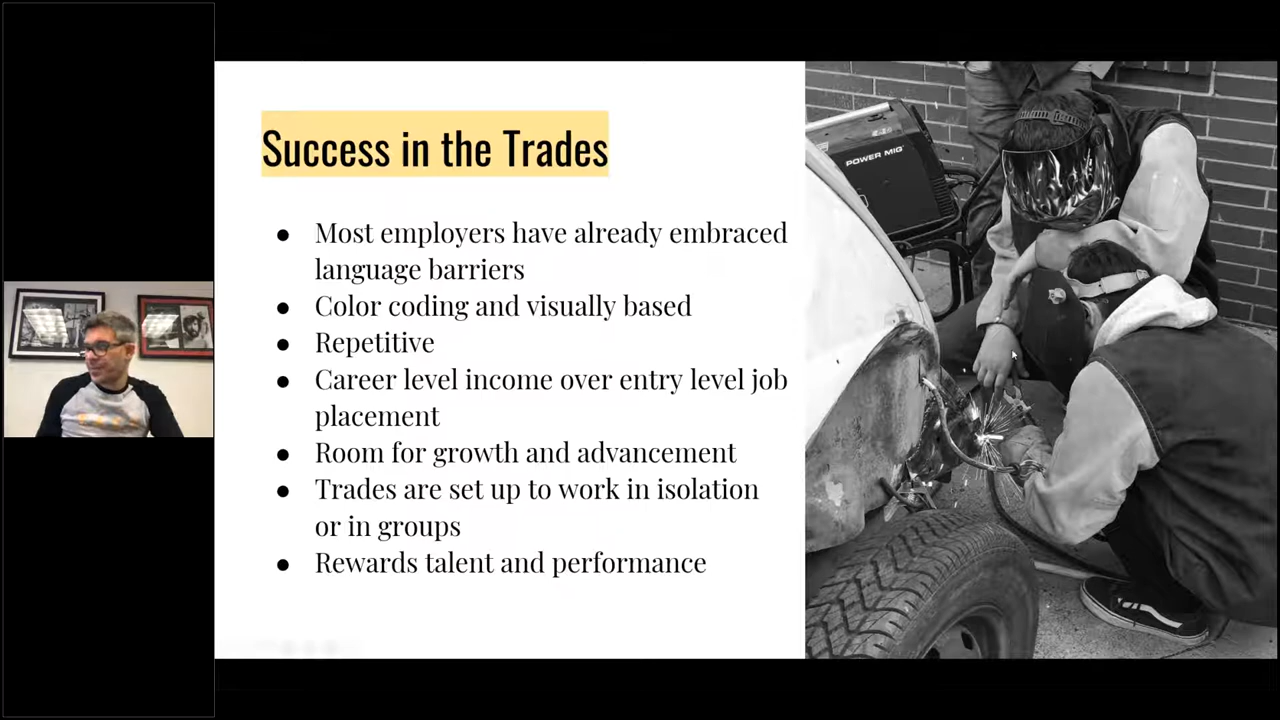 Success in the Trades
● Most employers have already embraced
language barriers
● Color coding and visually based
● Repetitive
● Career level income over entry level job
placement
● Room for growth and advancement
● Trades are set up to work in isolation
or in groups
● Rewards talent and performance
POWER MIG